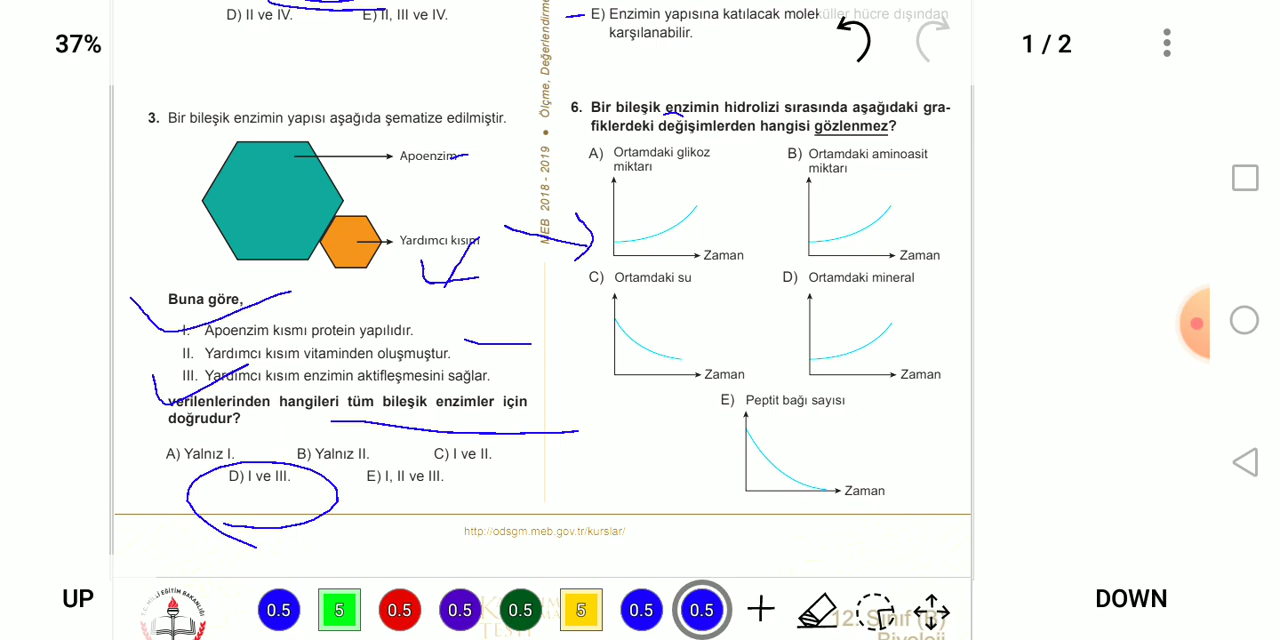 37%
D) II ve IV.
E) II, III ve IV.
E) Enzimin yapısına katılacak moleküller hücre dışından
karşılanabilir.
1 / 2
MEB 2018 - 2019 ● Ölçme, Değerlendirme
3. Bir bileşik enzimin yapısı aşağıda şematize edilmiştir.
Apoenzim
Yardımcı kısım
Buna göre,
I. Apoenzim kısmı protein yapılıdır.
II. Yardımcı kısım vitaminden oluşmuştur.
III. Yardımcı kısım enzimin aktifleşmesini sağlar.
verilenlerinden hangileri tüm bileşik enzimler için
doğrudur?
A) Yalnız I.
B) Yalnız II.
C) I ve II.
D) I ve III.
E) I, II ve III.
6. Bir bileşik enzimin hidrolizi sırasında aşağıdaki gra-
fiklerdeki değişimlerden hangisi gözlenmez?
A) Ortamdaki glikoz
miktarı
Zaman
B) Ortamdaki aminoasit
miktarı
Zaman
C) Ortamdaki su
Zaman
D) Ortamdaki mineral
Zaman
E) Peptit bağı sayısı
Zaman
http://odsgm.meb.gov.tr/kurslar/
UP
0.5
5
0.5
0.5
0.5
5
0.5
0.5
DOWN
TESTİ
12. Sınıf
Biyoloji